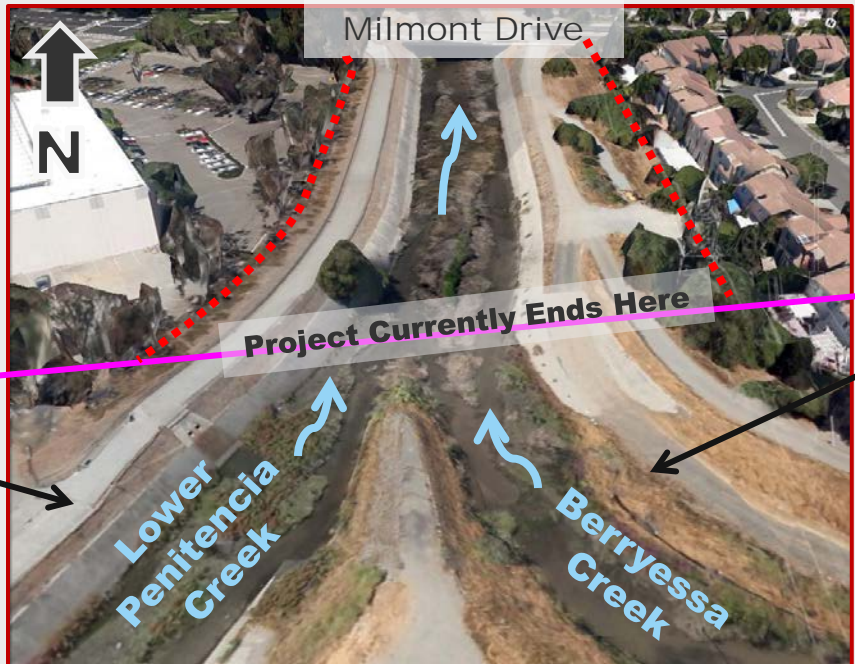 Milmont Drive
N
Project Currently Ends Here
Lower
Penitencia
Creek
Berryessa
Creek